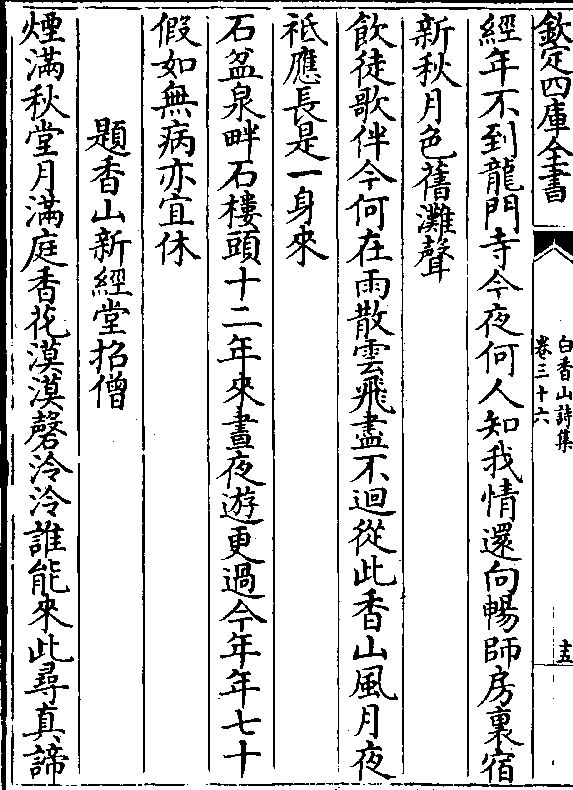 欽定四庫全書
白香山詩集
卷三十六
十五
經年不到龍門寺今夜何人知我情還向暢師房裏宿
新秋月色舊灘聲
飲徒歌伴今何在雨散雲飛盡不迴從此香山風月夜
祗應長是一身來
石盆泉畔石樓頭十二年來晝夜遊更過今年年七十
假如無病亦宜休
題香山新經堂招僧
煙滿秋堂月滿庭香花漠漠磬泠泠誰能來此尋真諦